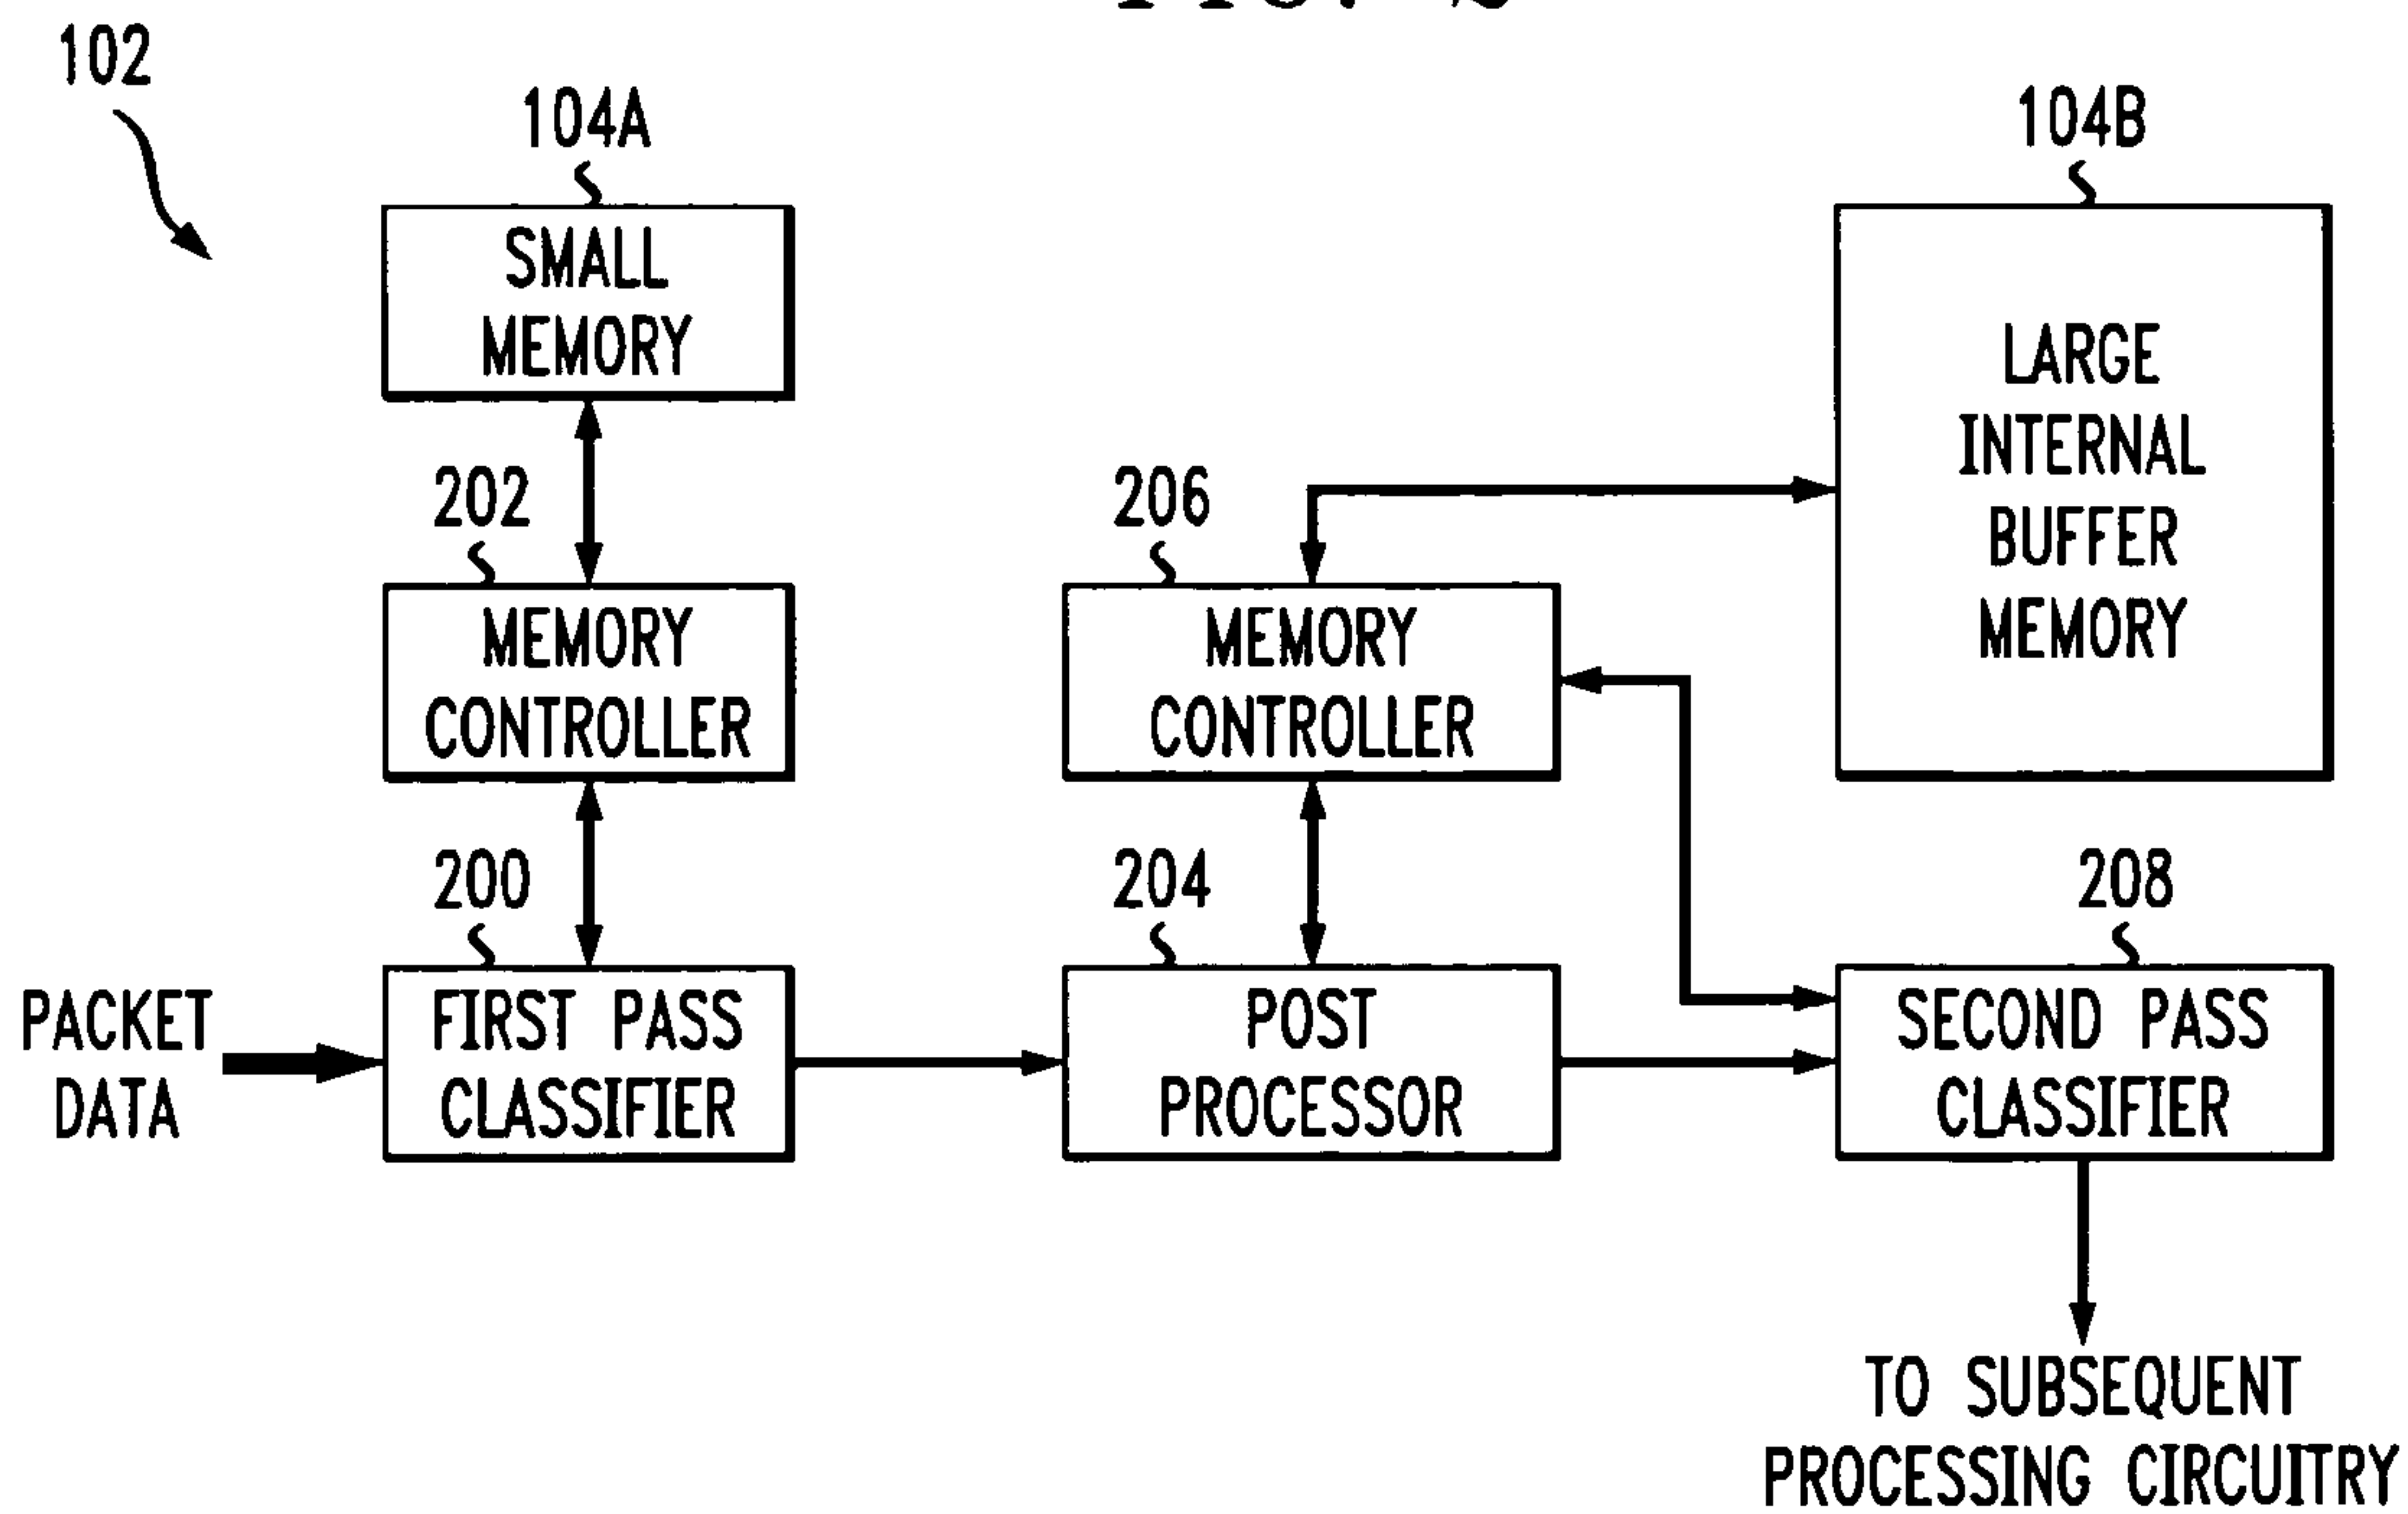 102
104A
104B
SMALL
MEMORY
LARGE
INTERNAL
BUFFER
MEMORY
202
206
MEMORY
CONTROLLER
MEMORY
CONTROLLER
200
204
208
PACKET
DATA
FIRST PASS
CLASSIFIER
POST
PROCESSOR
SECOND PASS
CLASSIFIER
TO SUBSEQUENT
PROCESSING CIRCUITRY